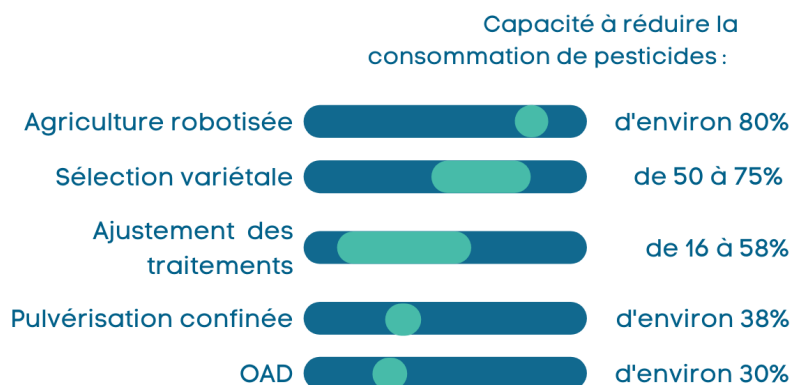 Capacité à réduire la
consommation de pesticides :
Agriculture robotisée d'environ 80%
Sélection variétale de 50 à 75%
Ajustement des
traitements de 16 à 58%
Pulvérisation confinée d'environ 38%
OAD d'environ 30%